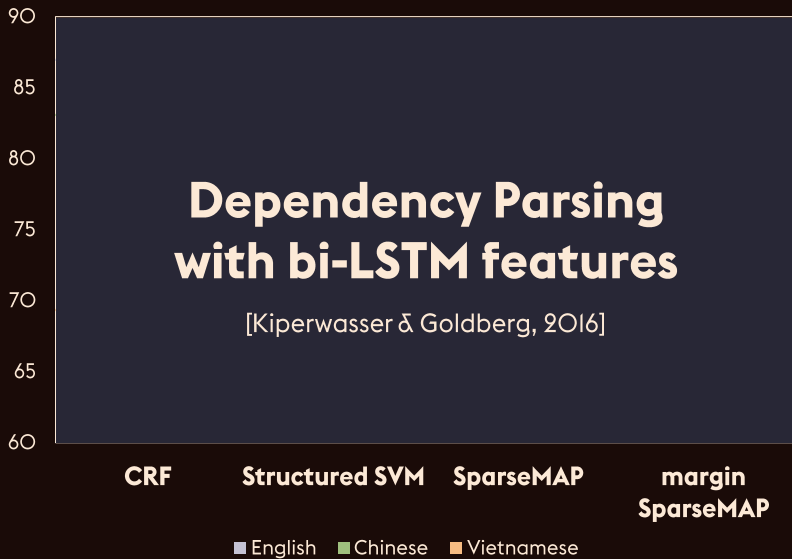 90
85
80
75
70
65
60
Dependency Parsing
with bi-LSTM features
[Kiperwasser & Goldberg, 2016]
CRF
Structured SVM
SparseMAP
margin
SparseMAP
English
Chinese
Vietnamese